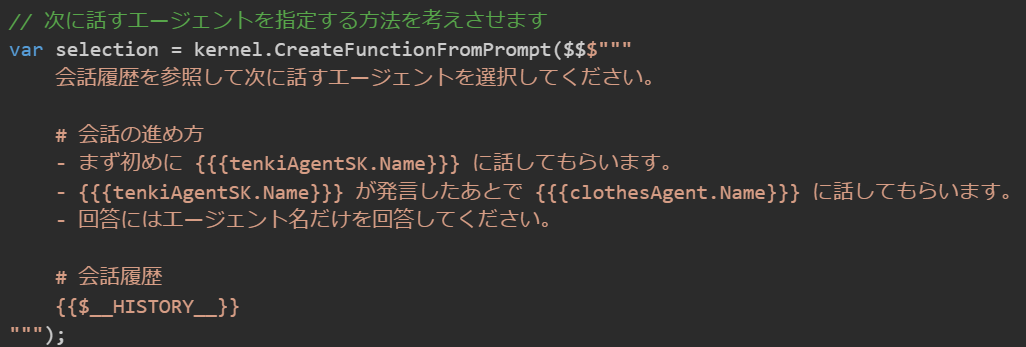 // 次に話すエージェントを指定する方法を考えさせます
var selection = kernel.CreateFunctionFromPrompt($$$"""
    会話履歴を参照して次に話すエージェントを選択してください。

    # 会話の進め方
    - まず初めに {{{tenkiAgentSK.Name}}} に話してもらいます。
    - {{{tenkiAgentSK.Name}}} が発言したあとで {{{clothesAgent.Name}}} に話してもらいます。
    - 回答にはエージェント名だけを回答してください。

    # 会話履歴
    {{$__HISTORY__}}
""");